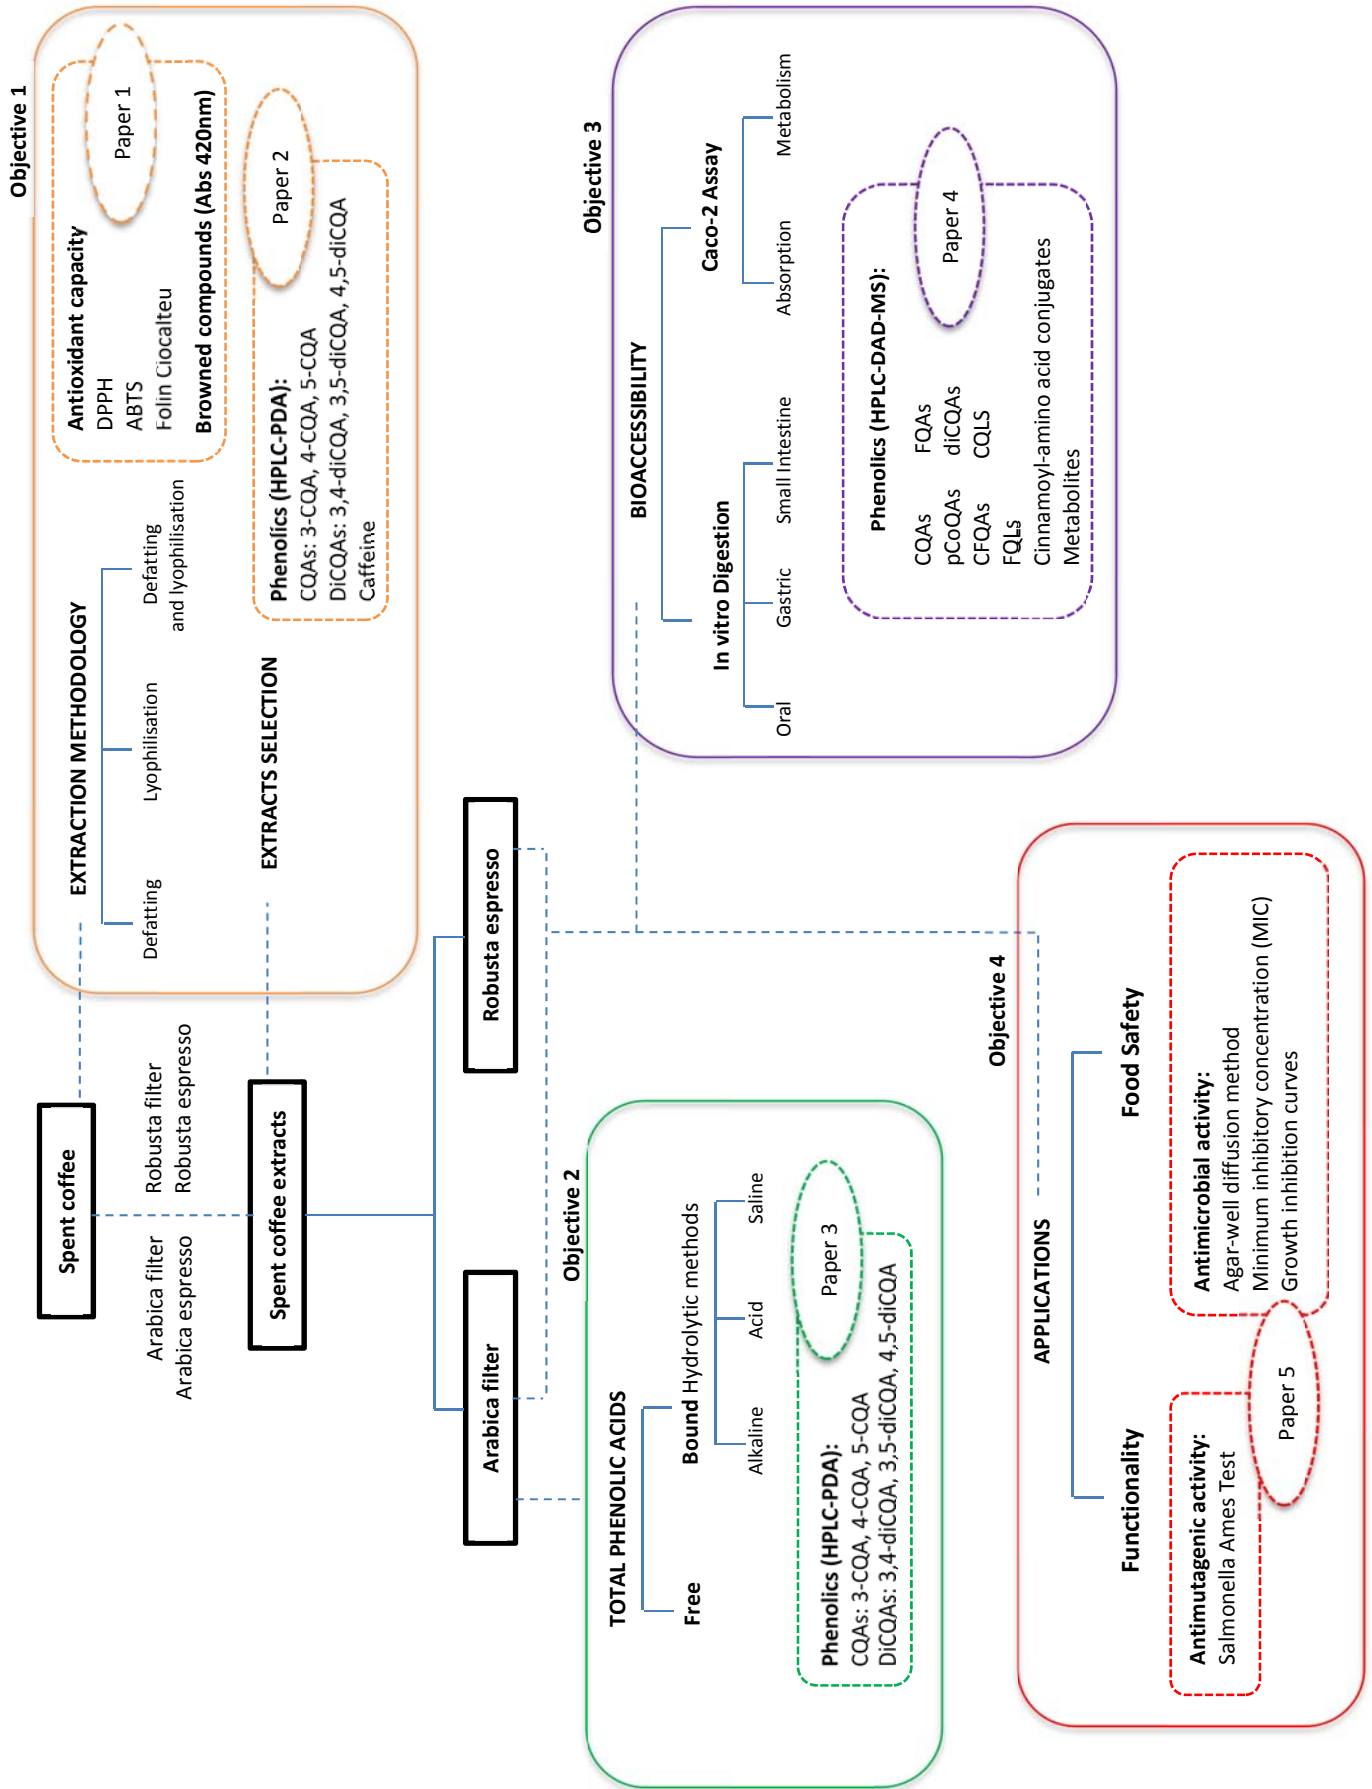 Objective 1
Spent coffee
EXTRACTION METHODOLOGY
Defatting
Lyophilisation
Defatting
and lyophilisation
Antioxidant capacity
DPPH
ABTS
Folin Ciocalteu
Browned compounds (Abs 420nm)
Paper 1
Arabica filter
Arabica espresso
Robusta filter
Robusta espresso
Spent coffee extracts
EXTRACTS SELECTION
Phenolics (HPLC-PDA):
CQAs: 3-CQA, 4-CQA, 5-CQA
DiCQAs: 3,4-diCQA, 3,5-diCQA, 4,5-diCQA
Caffeine
Paper 2
Arabica filter
Robusta espresso
Objective 2
TOTAL PHENOLIC ACIDS
Free
Bound Hydrolytic methods
Alkaline
Acid
Saline
Phenolics (HPLC-PDA):
CQAs: 3-CQA, 4-CQA, 5-CQA
DiCQAs: 3,4-diCQA, 3,5-diCQA, 4,5-diCQA
Paper 3
Objective 3
BIOACCESSIBILITY
In vitro Digestion
Caco-2 Assay
Oral
Gastric
Small Intestine
Absorption
Metabolism
Phenolics (HPLC-DAD-MS):
CQAs FQAs
pCoQAs diCQAs
CFQAs CQLS
FQLs
Cinnamoyl-amino acid conjugates
Metabolites
Paper 4
Objective 4
APPLICATIONS
Functionality
Food Safety
Antimutagenic activity:
Salmonella Ames Test
Paper 5
Antimicrobial activity:
Agar-well diffusion method
Minimum inhibitory concentration (MIC)
Growth inhibition curves